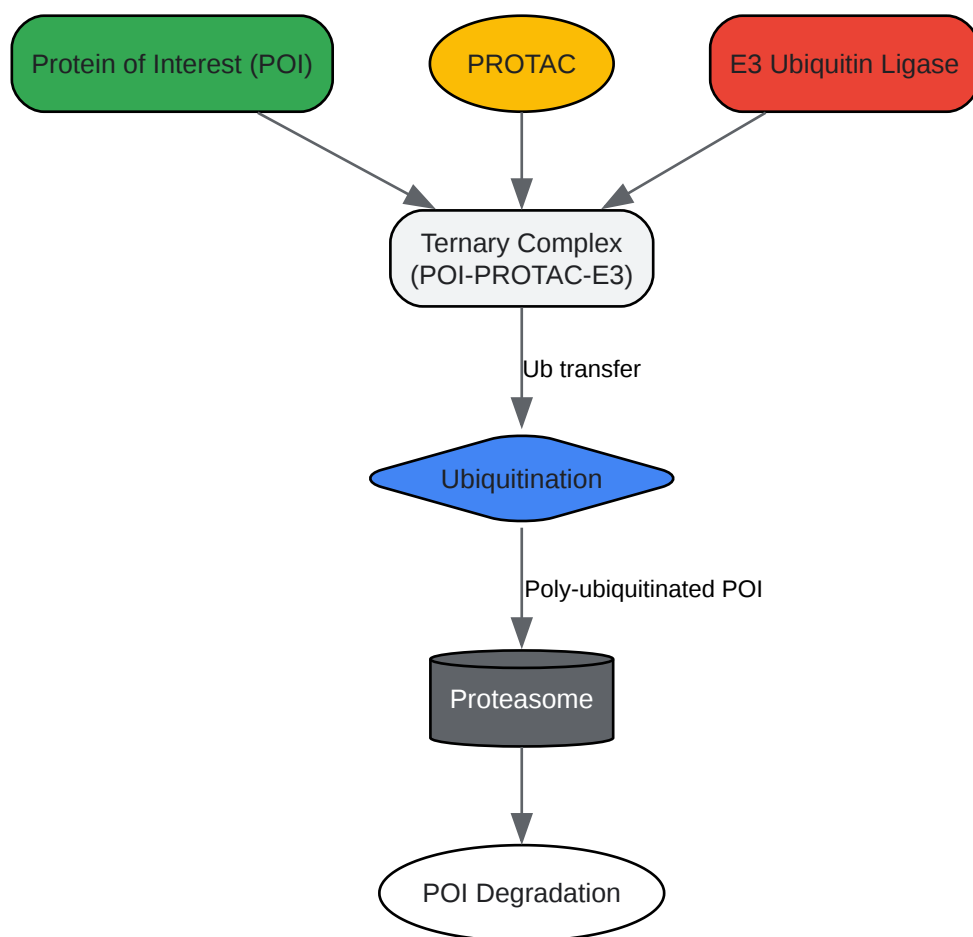 Protein of Interest (POI)
PROTAC
E3 Ubiquitin Ligase
Ternary Complex
(POI-PROTAC-E3)
Ub transfer
Ubiquitination
Poly-ubiquitinated POI
Proteasome
POI Degradation